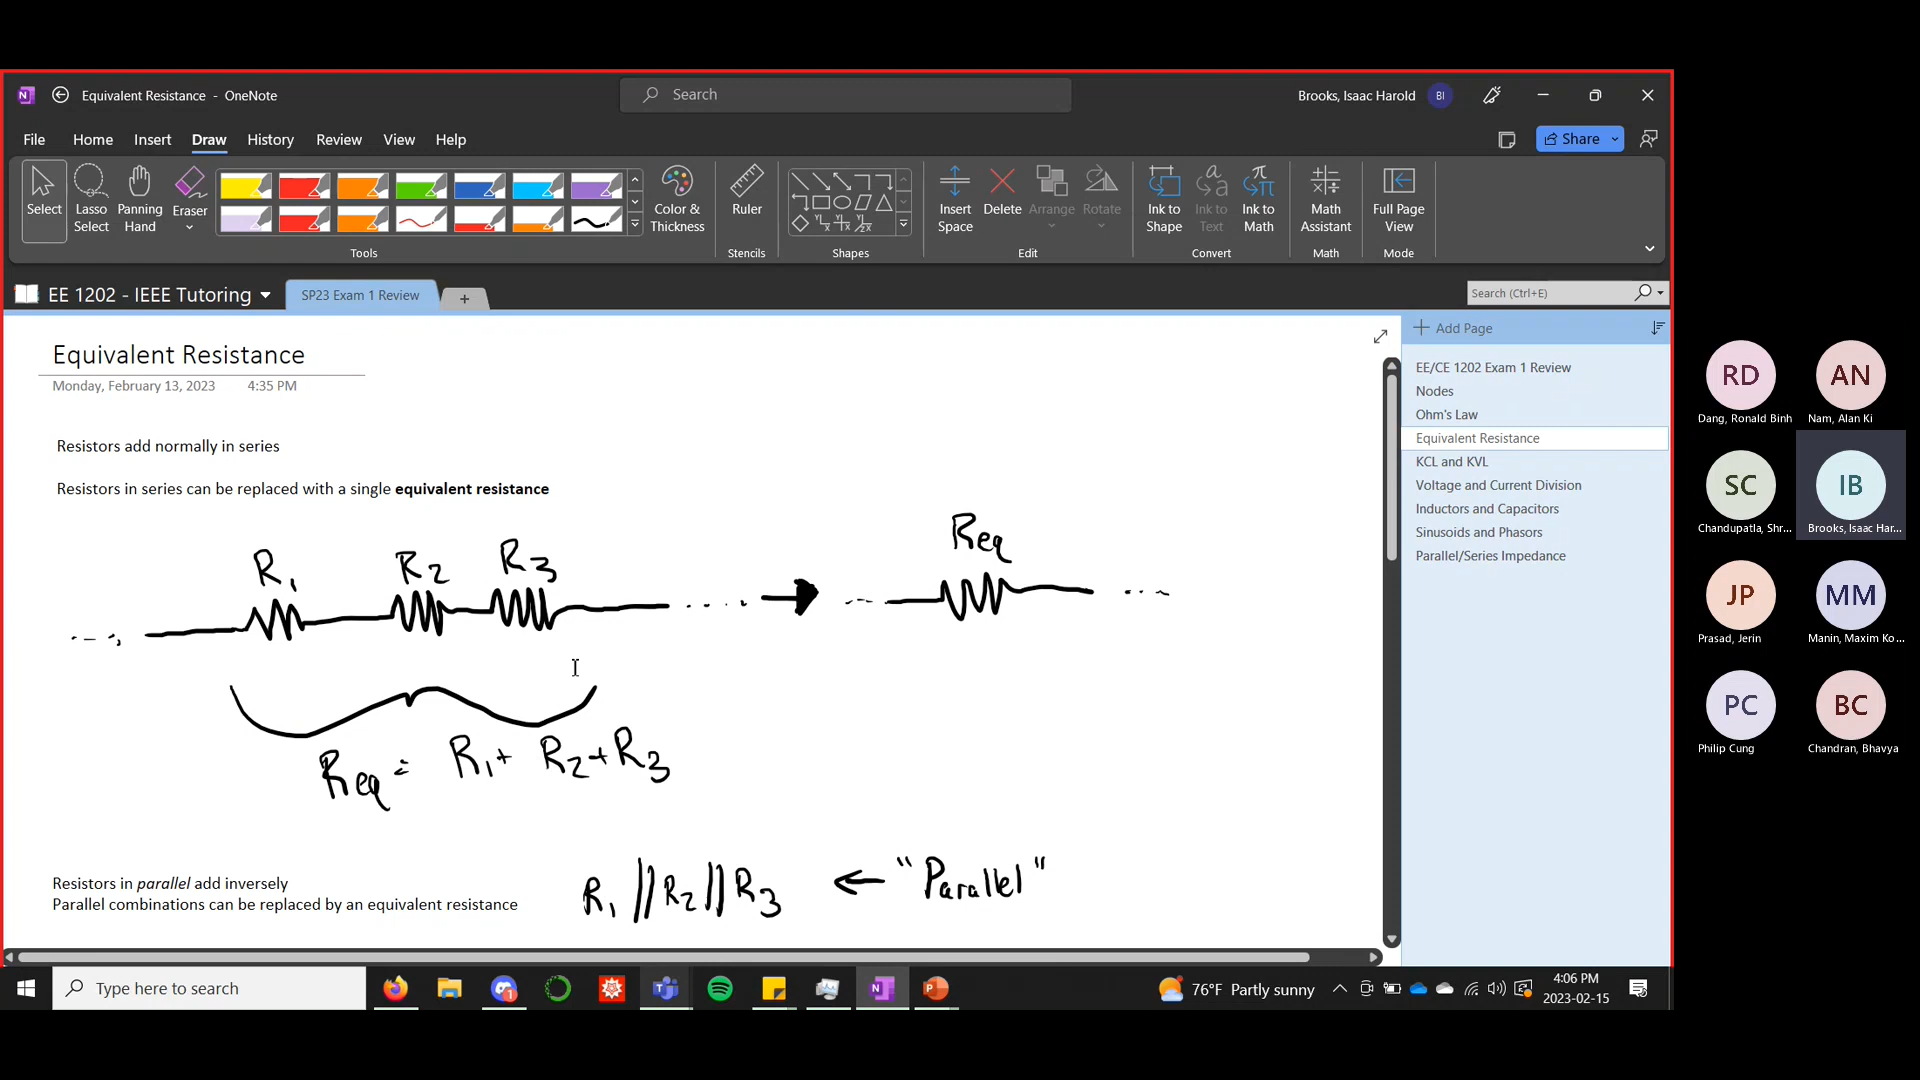 Equivalent Resistance - OneNote
Search
Brooks, Isaac Harold
BI
File Home Insert Draw History Review View Help
Share
Select
Lasso Select
Panning Hand
Eraser
Color & Thickness
Ruler
Insert Space
Delete
Arrange
Rotate
Ink to Shape
Ink to Text
Ink to Math
Math Assistant
Full Page View
Tools
Stencils
Shapes
Edit
Convert
Math
Mode
EE 1202 - IEEE Tutoring
SP23 Exam 1 Review
Search (Ctrl+E)
Equivalent Resistance
Monday, February 13, 2023 4:35 PM
Resistors add normally in series
Resistors in series can be replaced with a single equivalent resistance
R1 R2 R3
Req
Req = R1 + R2 + R3
Resistors in parallel add inversely
Parallel combinations can be replaced by an equivalent resistance
R1 || R2 || R3 ← "Parallel"
Add Page
EE/CE 1202 Exam 1 Review
Nodes
Ohm's Law
Equivalent Resistance
KCL and KVL
Voltage and Current Division
Inductors and Capacitors
Sinusoids and Phasors
Parallel/Series Impedance
RD
Dang, Ronald Binh
AN
Nam, Alan Ki
SC
Chandupatla, Shr...
IB
Brooks, Isaac Har...
JP
Prasad, Jerin
MM
Manin, Maxim Ko...
PC
Philip Cung
BC
Chandran, Bhavya
Type here to search
76°F Partly sunny
4:06 PM
2023-02-15